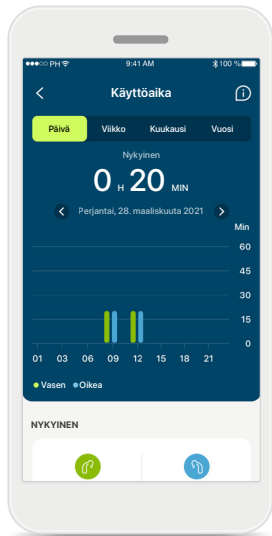 PH 9:41 AM 100 %
Käyttöaika
Päivä Viikko Kuukausi Vuosi
Nykyinen
0 H 20 MIN
Perjantai, 28. maaliskuuta 2021
Min
60
45
30
15
0
01 03 06 09 12 15 18 21
Vasen Oikea
NYKYINEN